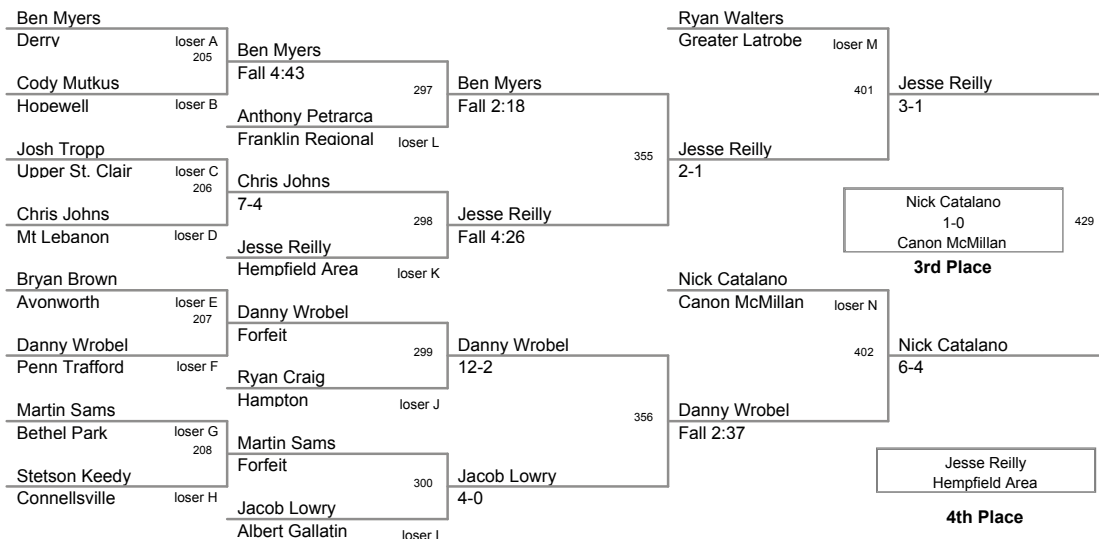 Ben Myers
Derry
loser A
205
Cody Mutkus
Hopewell
loser B
Josh Tropp
Upper St. Clair
loser C
206
Chris Johns
Mt Lebanon
loser D
Bryan Brown
Avonworth
loser E
207
Danny Wrobel
Penn Trafford
loser F
Martin Sams
Bethel Park
loser G
208
Stetson Keedy
Connellsville
loser H
Ben Myers
Fall 4:43
297
Anthony Petrarca
Franklin Regional
loser L
Chris Johns
7-4
298
Jesse Reilly
Hempfield Area
loser K
Danny Wrobel
Forfeit
299
Ryan Craig
Hampton
loser J
Martin Sams
Forfeit
300
Jacob Lowry
Albert Gallatin
loser I
Ben Myers
Fall 2:18
355
Jesse Reilly
Fall 4:26
Danny Wrobel
12-2
356
Jacob Lowry
4-0
Ryan Walters
Greater Latrobe
loser M
401
Jesse Reilly
2-1
Nick Catalano
Canon McMillan
loser N
402
Danny Wrobel
Fall 2:37
Jesse Reilly
3-1
Nick Catalano
1-0
Canon McMillan
429
3rd Place
Nick Catalano
6-4
Jesse Reilly
Hempfield Area
4th Place